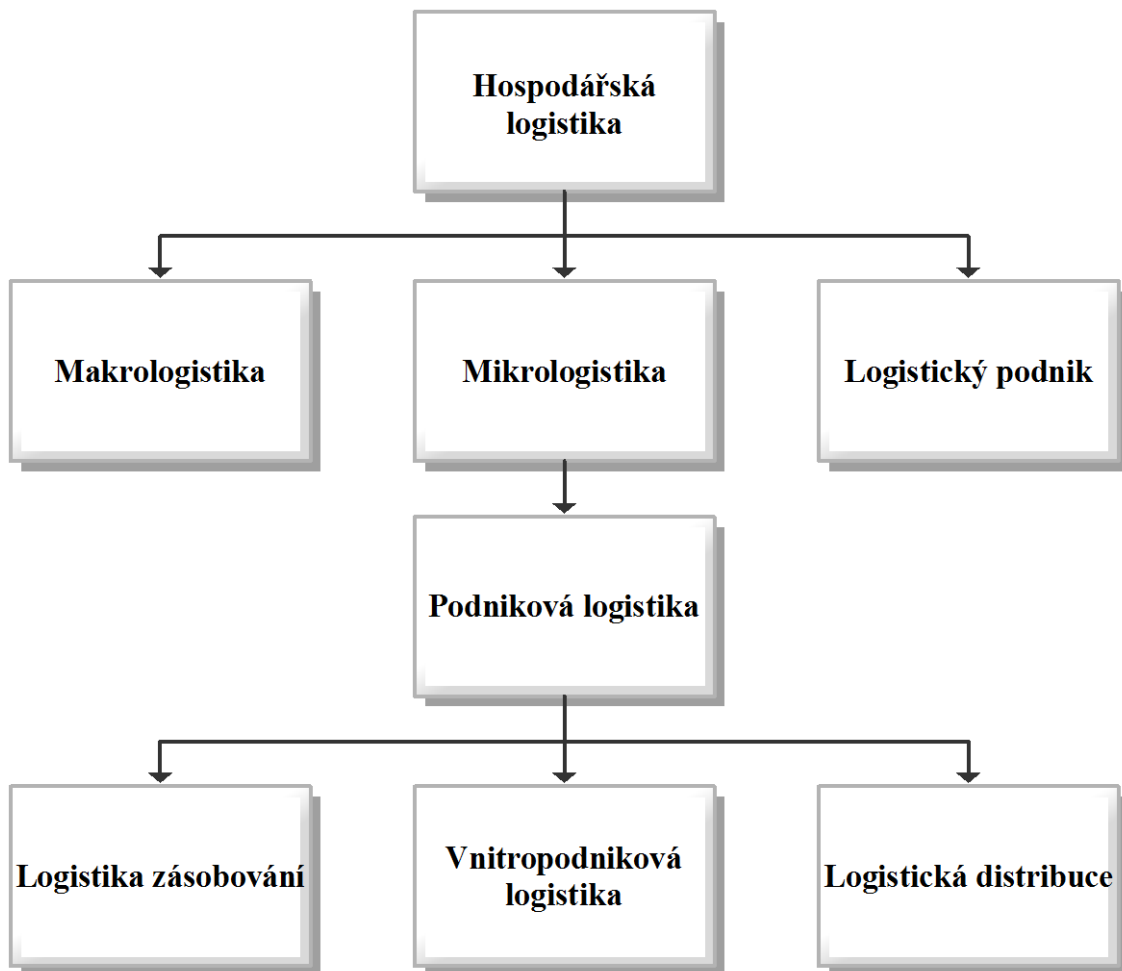 Hospodářská
logistika
Makrologistika
Mikrologistika
Logistický podnik
Podniková logistika
Logistika zásobování
Vnitropodniková
logistika
Logistická distribuce